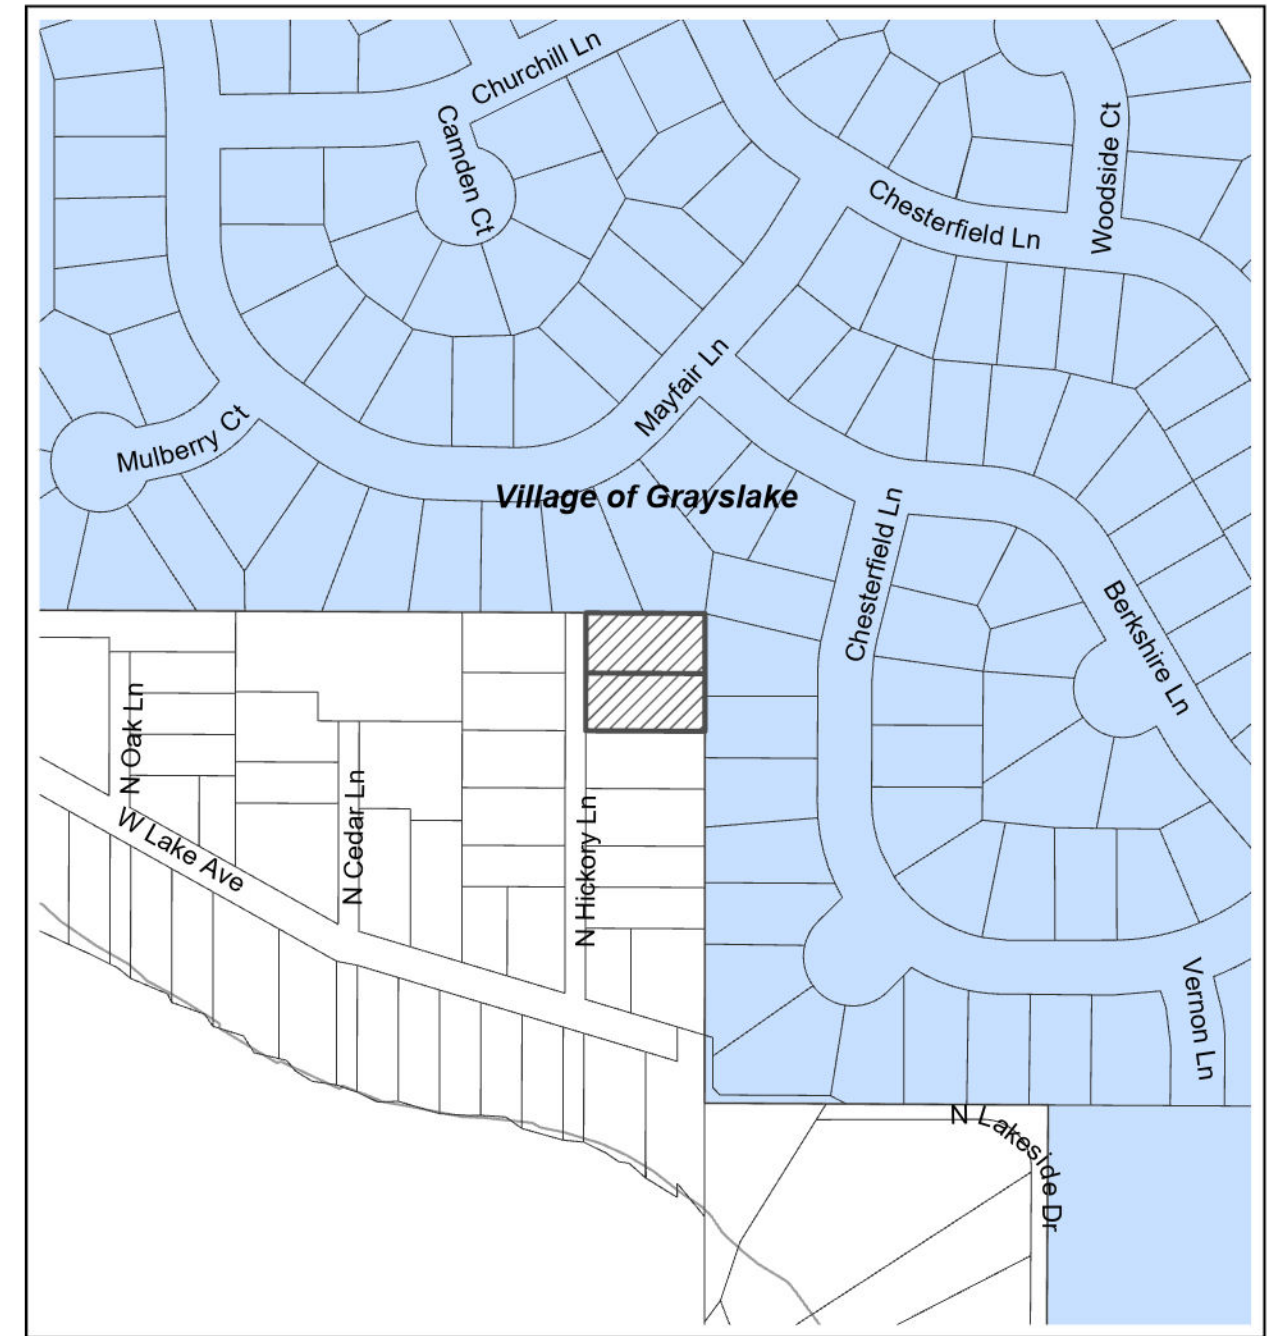 Churchill Ln
Camden Ct
Woodside Ct
Chesterfield Ln
Mayfair Ln
Mulberry Ct
Village of Grayslake
Chesterfield Ln
Berkshire Ln
N Oak Ln
W Lake Ave
N Cedar Ln
N Hickory Ln
Vernon Ln
N Lakeside Dr